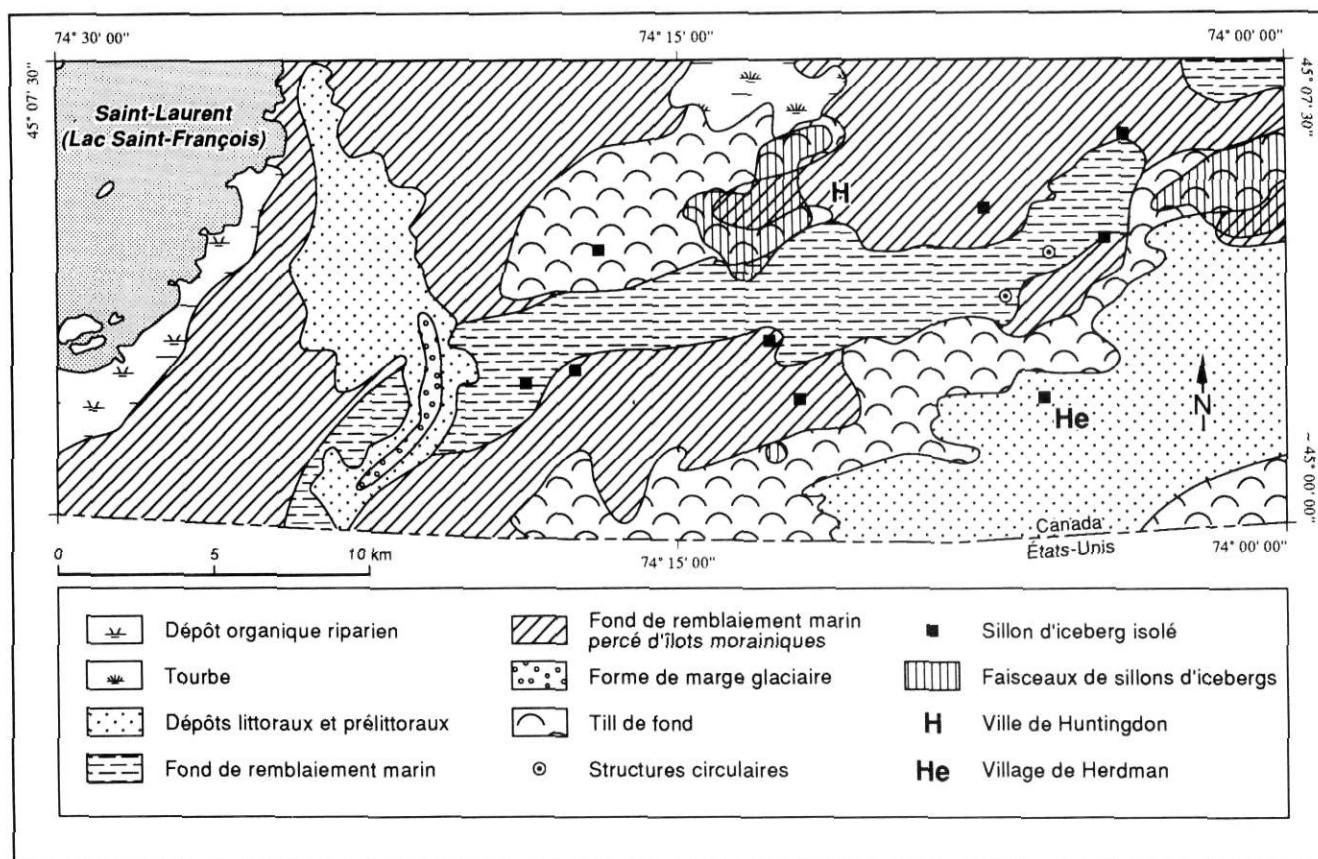 74° 30' 00"
74° 15' 00"
74° 00' 00"
45° 07' 30"
45° 07' 30"
Saint-Laurent
(Lac Saint-François)
H
He
N
~ 45° 00' 00"
Canada
États-Unis
0 5 10 km
74° 15' 00"
74° 00' 00"
Dépôt organique riparien
Tourbe
Dépôts littoraux et prélittoraux
Fond de remblaiement marin
Fond de remblaiement marin
percé d'îlots morainiques
Forme de marge glaciaire
Till de fond
Structures circulaires
Sillon d'iceberg isolé
Faisceaux de sillons d'icebergs
H Ville de Huntingdon
He Village de Herdman